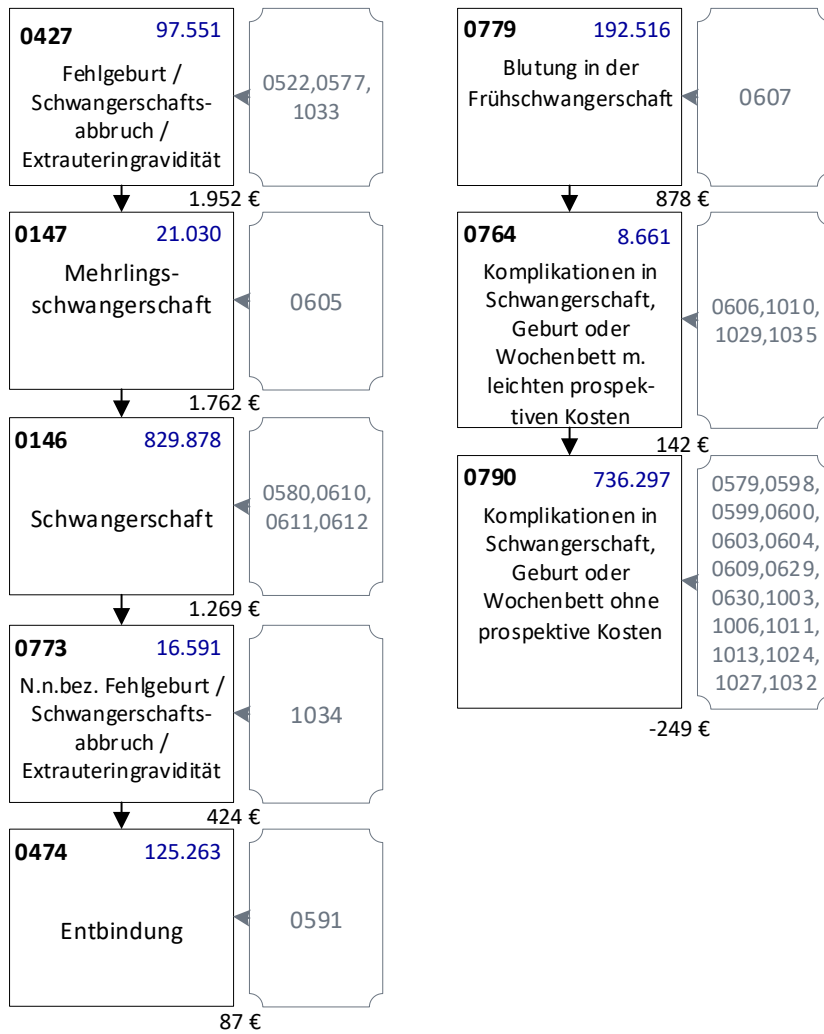 0427 97.551
Fehlgeburt /
Schwangerschafts-
abbruch /
Extrauteringravidität
0522,0577,
1033
1.952 €
0147 21.030
Mehrlings-
schwangerschaft
0605
1.762 €
0146 829.878
Schwangerschaft
0580,0610,
0611,0612
1.269 €
0773 16.591
N.n.bez. Fehlgeburt /
Schwangerschafts-
abbruch /
Extrauteringravidität
1034
424 €
0474 125.263
Entbindung
0591
87 €
0779 192.516
Blutung in der
Frühschwangerschaft
0607
878 €
0764 8.661
Komplikationen in
Schwangerschaft,
Geburt oder
Wochenbett m.
leichten prospek-
tiven Kosten
0606,1010,
1029,1035
142 €
0790 736.297
Komplikationen in
Schwangerschaft,
Geburt oder
Wochenbett ohne
prospektive Kosten
0579,0598,
0599,0600,
0603,0604,
0609,0629,
0630,1003,
1006,1011,
1013,1024,
1027,1032
-249 €